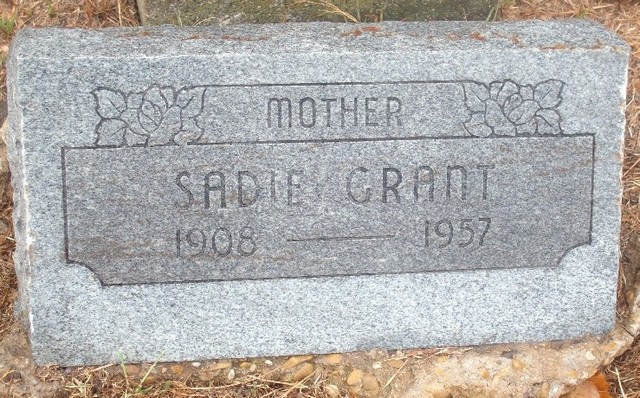 MOTHER
SADIE GRANT
1908 — 1957